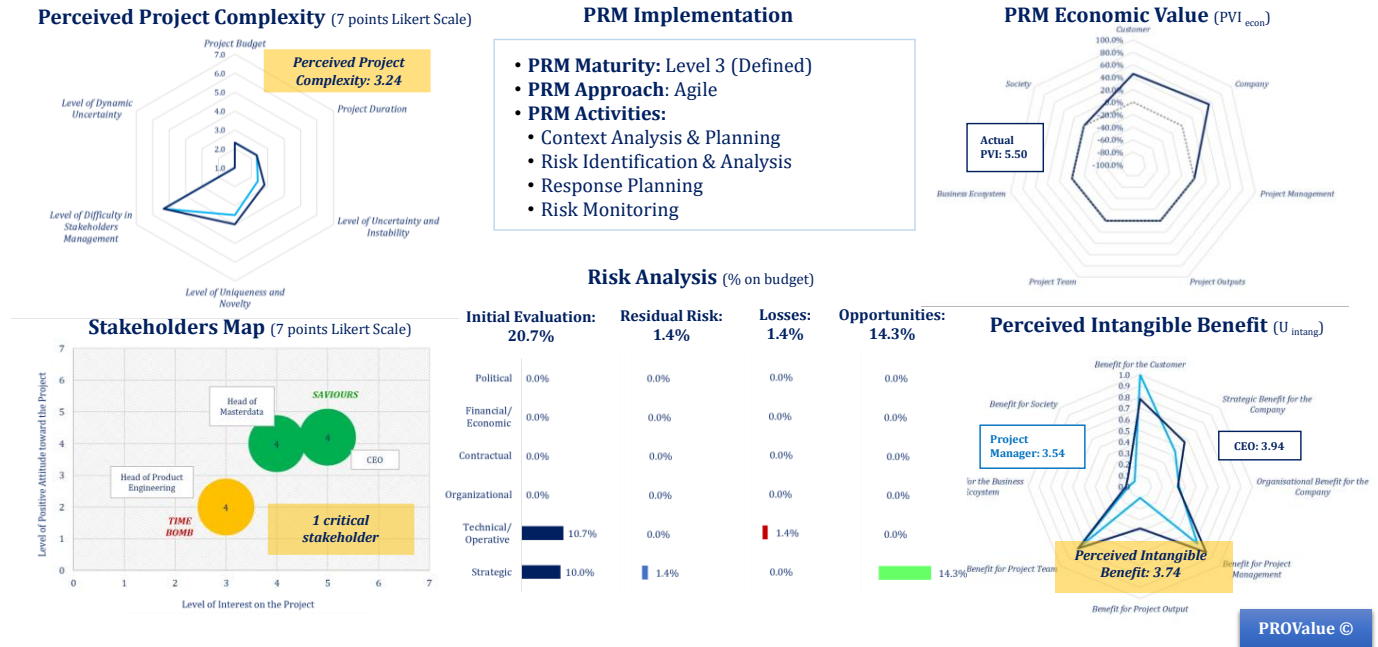 Perceived Project Complexity (7 points Likert Scale)
Project Budget
7.0
6.0
5.0
4.0
3.0
2.0
1.0
Perceived Project
Complexity: 3.24
Level of Dynamic
Uncertainty
Project Duration
Level of Difficulty in
Stakeholders
Management
Level of Uncertainty and
Instability
Level of Uniqueness and
Novelty
PRM Implementation
• PRM Maturity: Level 3 (Defined)
• PRM Approach: Agile
• PRM Activities:
• Context Analysis & Planning
• Risk Identification & Analysis
• Response Planning
• Risk Monitoring
PRM Economic Value (PVI econ)
Customer
100.0%
80.0%
60.0%
40.0%
20.0%
0.0%
-40.0%
-60.0%
-80.0%
-100.0%
Society
Company
Actual
PVI: 5.50
Business Ecosystem
Project Management
Project Team
Project Outputs
Stakeholders Map (7 points Likert Scale)
Level of Positive Attitude toward the Project
7
6
5
4
3
2
1
0
SAVIOURS
Head of
Masterdata
4
4
CEO
Head of Product
Engineering
4
TIME
BOMB
1 critical
stakeholder
0 1 2 3 4 5 6 7
Level of Interest on the Project
Risk Analysis (% on budget)
Initial Evaluation:
20.7%
Residual Risk:
1.4%
Losses:
1.4%
Opportunities:
14.3%
Political 0.0% 0.0% 0.0% 0.0%
Financial/
Economic
0.0% 0.0% 0.0% 0.0%
Contractual 0.0% 0.0% 0.0% 0.0%
Organizational 0.0% 0.0% 0.0% 0.0%
Technical/
Operative
10.7% 0.0% 1.4% 0.0%
Strategic 10.0% 1.4% 0.0% 14.3%
Perceived Intangible Benefit (U intang)
Benefit for the Customer
1.0
0.9
0.8
0.7
0.6
0.5
0.4
0.3
0.2
0.1
0.0
Benefit for Society
Strategic Benefit for the
Company
Project
Manager: 3.54
CEO: 3.94
or the Business
Ecosystem
Organisational Benefit for the
Company
Perceived Intangible
Benefit: 3.74
Benefit for Project Team
Benefit for Project
Management
Benefit for Project Output
PROValue ©